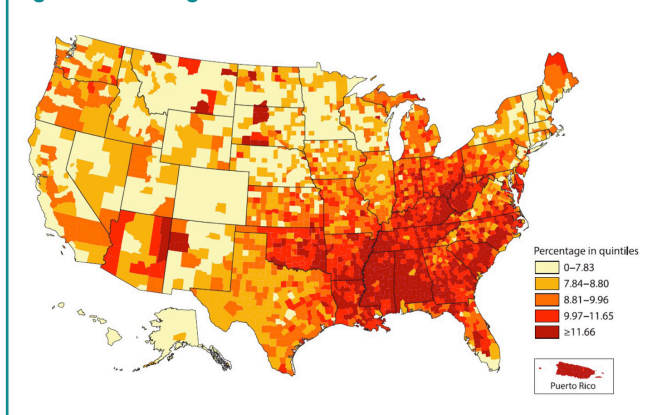 Percentage in quintiles
0–7.83
7.84–8.80
8.81–9.96
9.97–11.65
≥11.66
Puerto Rico